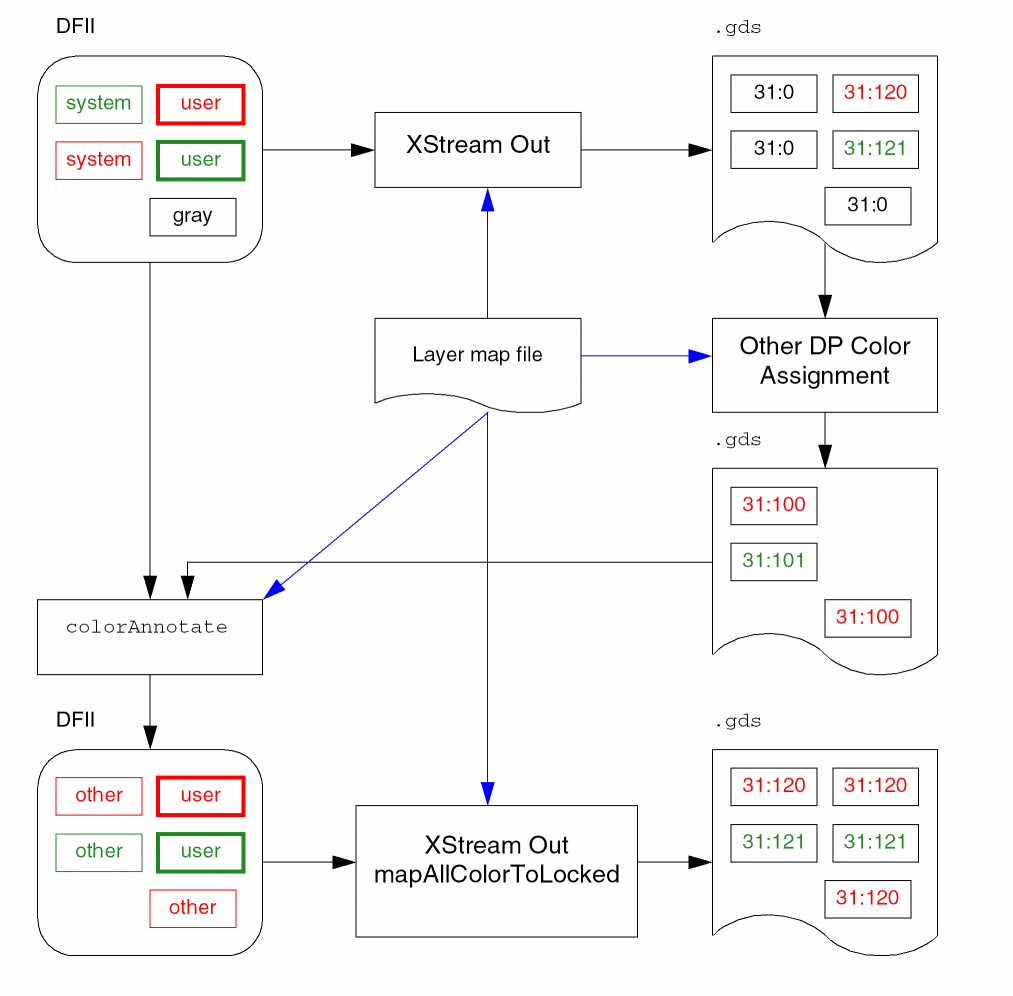 DFII
.gds
system user
31:0 31:120
XStream Out
system user
31:0 31:121
gray
31:0
Layer map file
Other DP Color
Assignment
.gds
31:100
31:101
31:100
colorAnnotate
DFII
.gds
other user
31:120 31:120
other user
XStream Out
mapAllColorToLocked
31:121 31:121
other
31:120